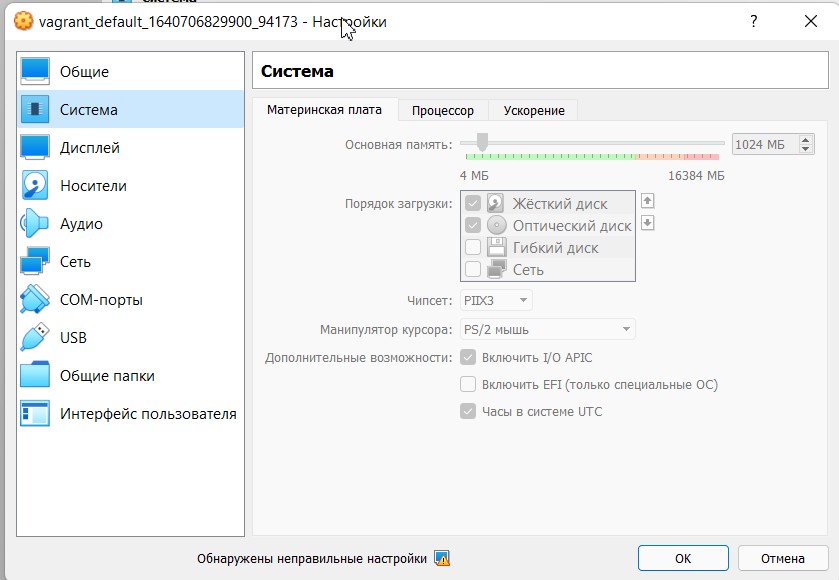 vagrant_default_1640706829900_94173 - Настройки
?
Общие
Система
Дисплей
Носители
Аудио
Сеть
COM-порты
USB
Общие папки
Интерфейс пользователя
Система
Материнская плата
Процессор
Ускорение
Основная память:
1024 МБ
4 МБ
16384 МБ
Порядок загрузки:
Жёсткий диск
Оптический диск
Гибкий диск
Сеть
Чипсет:
PIIX3
Манипулятор курсора:
PS/2 мышь
Дополнительные возможности:
Включить I/O APIC
Включить EFI (только специальные ОС)
Часы в системе UTC
Обнаружены неправильные настройки
OK
Отмена